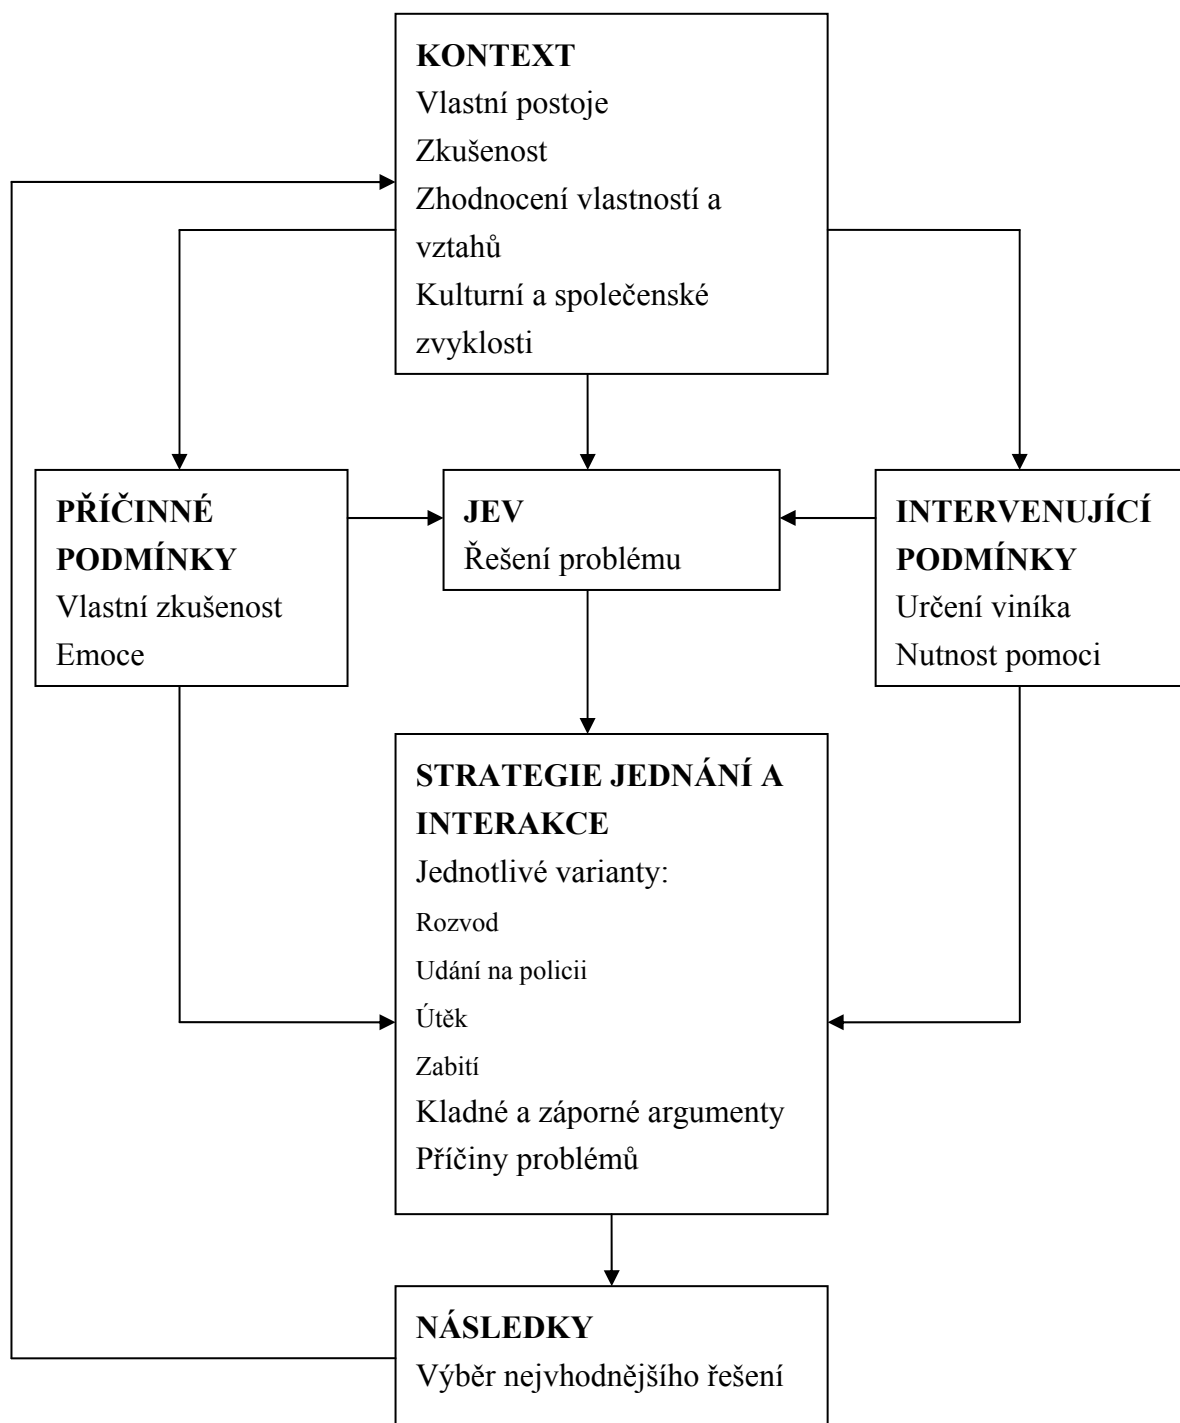 KONTEXT
Vlastní postoje
Zkušenost
Zhodnocení vlastností a
vztahů
Kulturní a společenské
zvyklosti
PŘÍČINNÉ
PODMÍNKY
Vlastní zkušenost
Emoce
JEV
Řešení problému
INTERVENUJÍCÍ
PODMÍNKY
Určení viníka
Nutnost pomoci
STRATEGIE JEDNÁNÍ A
INTERAKCE
Jednotlivé varianty:
Rozvod
Udání na policii
Útěk
Zabití
Kladné a záporné argumenty
Příčiny problémů
NÁSLEDKY
Výběr nejvhodnějšího řešení